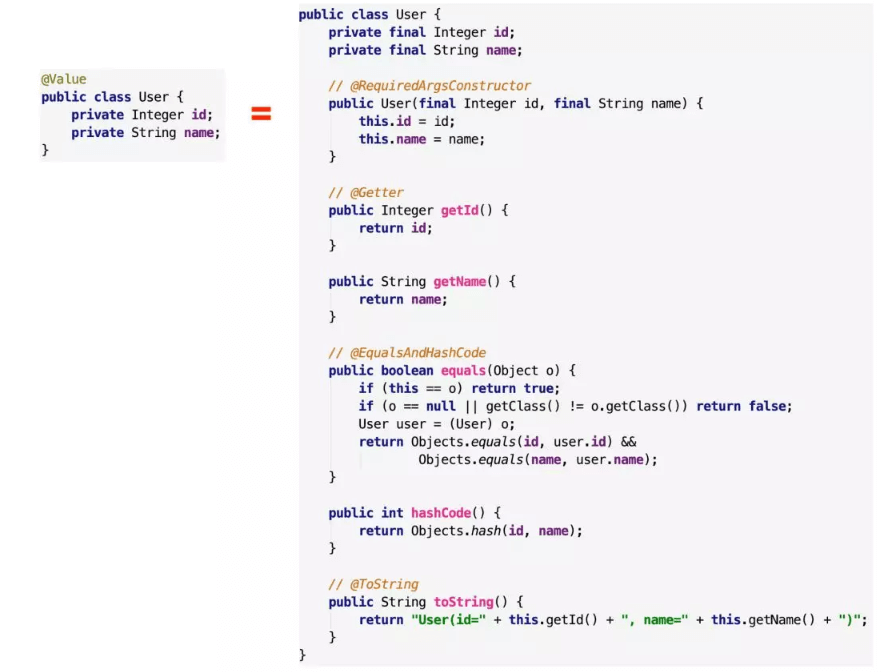 @Value
public class User {
    private Integer id;
    private String name;
}
=
public class User {
    private final Integer id;
    private final String name;

    // @RequiredArgsConstructor
    public User(final Integer id, final String name) {
        this.id = id;
        this.name = name;
    }

    // @Getter
    public Integer getId() {
        return id;
    }

    public String getName() {
        return name;
    }

    // @EqualsAndHashCode
    public boolean equals(Object o) {
        if (this == o) return true;
        if (o == null || getClass() != o.getClass()) return false;
        User user = (User) o;
        return Objects.equals(id, user.id) &&
                Objects.equals(name, user.name);
    }

    public int hashCode() {
        return Objects.hash(id, name);
    }

    // @ToString
    public String toString() {
        return "User(id=" + this.getId() + ", name=" + this.getName() + ")";
    }
}